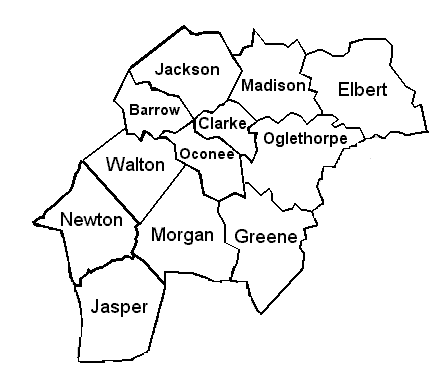 Jackson
Madison
Elbert
Barrow
Clarke
Oglethorpe
Oconee
Walton
Newton
Morgan
Greene
Jasper